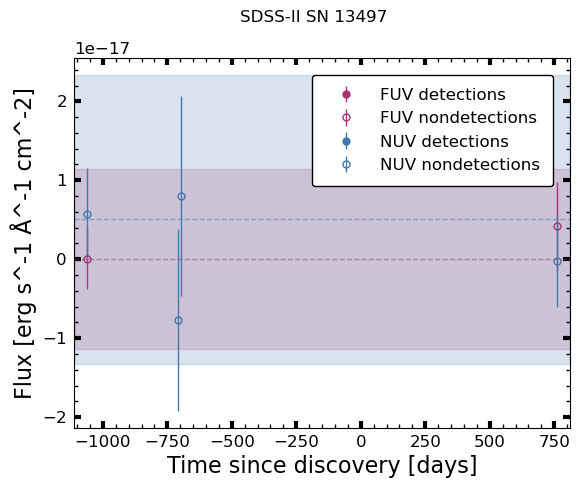 SDSS-II SN 13497
1e−17
FUV detections
FUV nondetections
NUV detections
NUV nondetections
2
1
0
−1
−2
Flux [erg s^-1 Å^-1 cm^-2]
−1000 −750 −500 −250 0 250 500 750
Time since discovery [days]